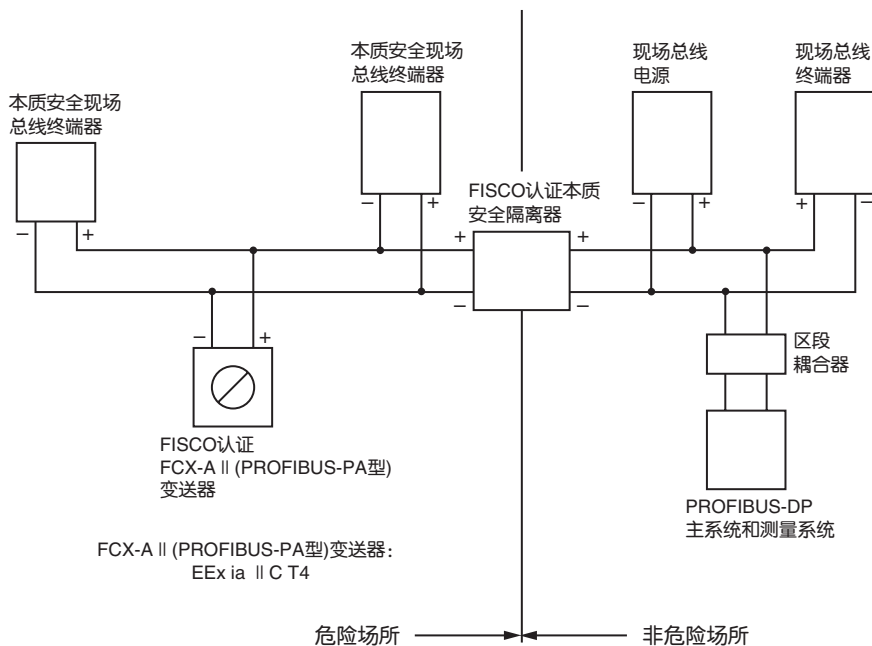 本质安全现场
总线终端器
− +
本质安全现场
总线终端器
− +
现场总线
电源
− +
现场总线
终端器
+ −
FISCO认证本质
安全隔离器
+ +
− −
− +
FISCO认证
FCX-A II (PROFIBUS-PA型)
变送器
区段
耦合器
PROFIBUS-DP
主系统和测量系统
FCX-A II (PROFIBUS-PA型)变送器：
EEx ia II C T4
危险场所
非危险场所